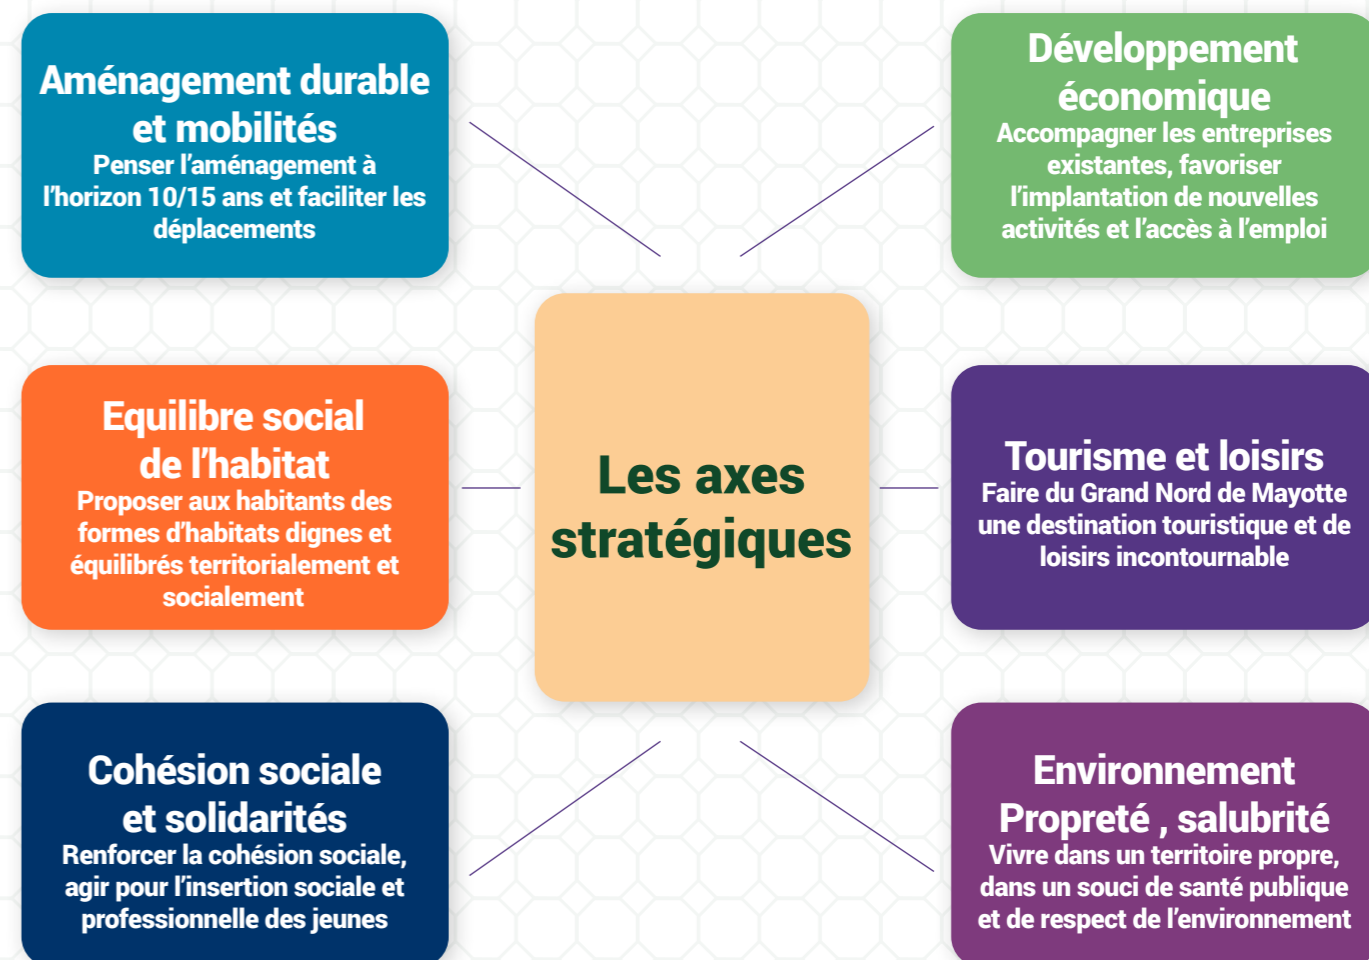 Aménagement durable
et mobilités
Penser l'aménagement à
l'horizon 10/15 ans et faciliter les
déplacements
Développement
économique
Accompagner les entreprises
existantes, favoriser
l'implantation de nouvelles
activités et l'accès à l'emploi
Equilibre social
de l'habitat
Proposer aux habitants des
formes d'habitats dignes et
équilibrés territorialement et
socialement
Les axes
stratégiques
Tourisme et loisirs
Faire du Grand Nord de Mayotte
une destination touristique et de
loisirs incontournable
Cohésion sociale
et solidarités
Renforcer la cohésion sociale,
agir pour l'insertion sociale et
professionnelle des jeunes
Environnement
Propreté , salubrité
Vivre dans un territoire propre,
dans un souci de santé publique
et de respect de l'environnement